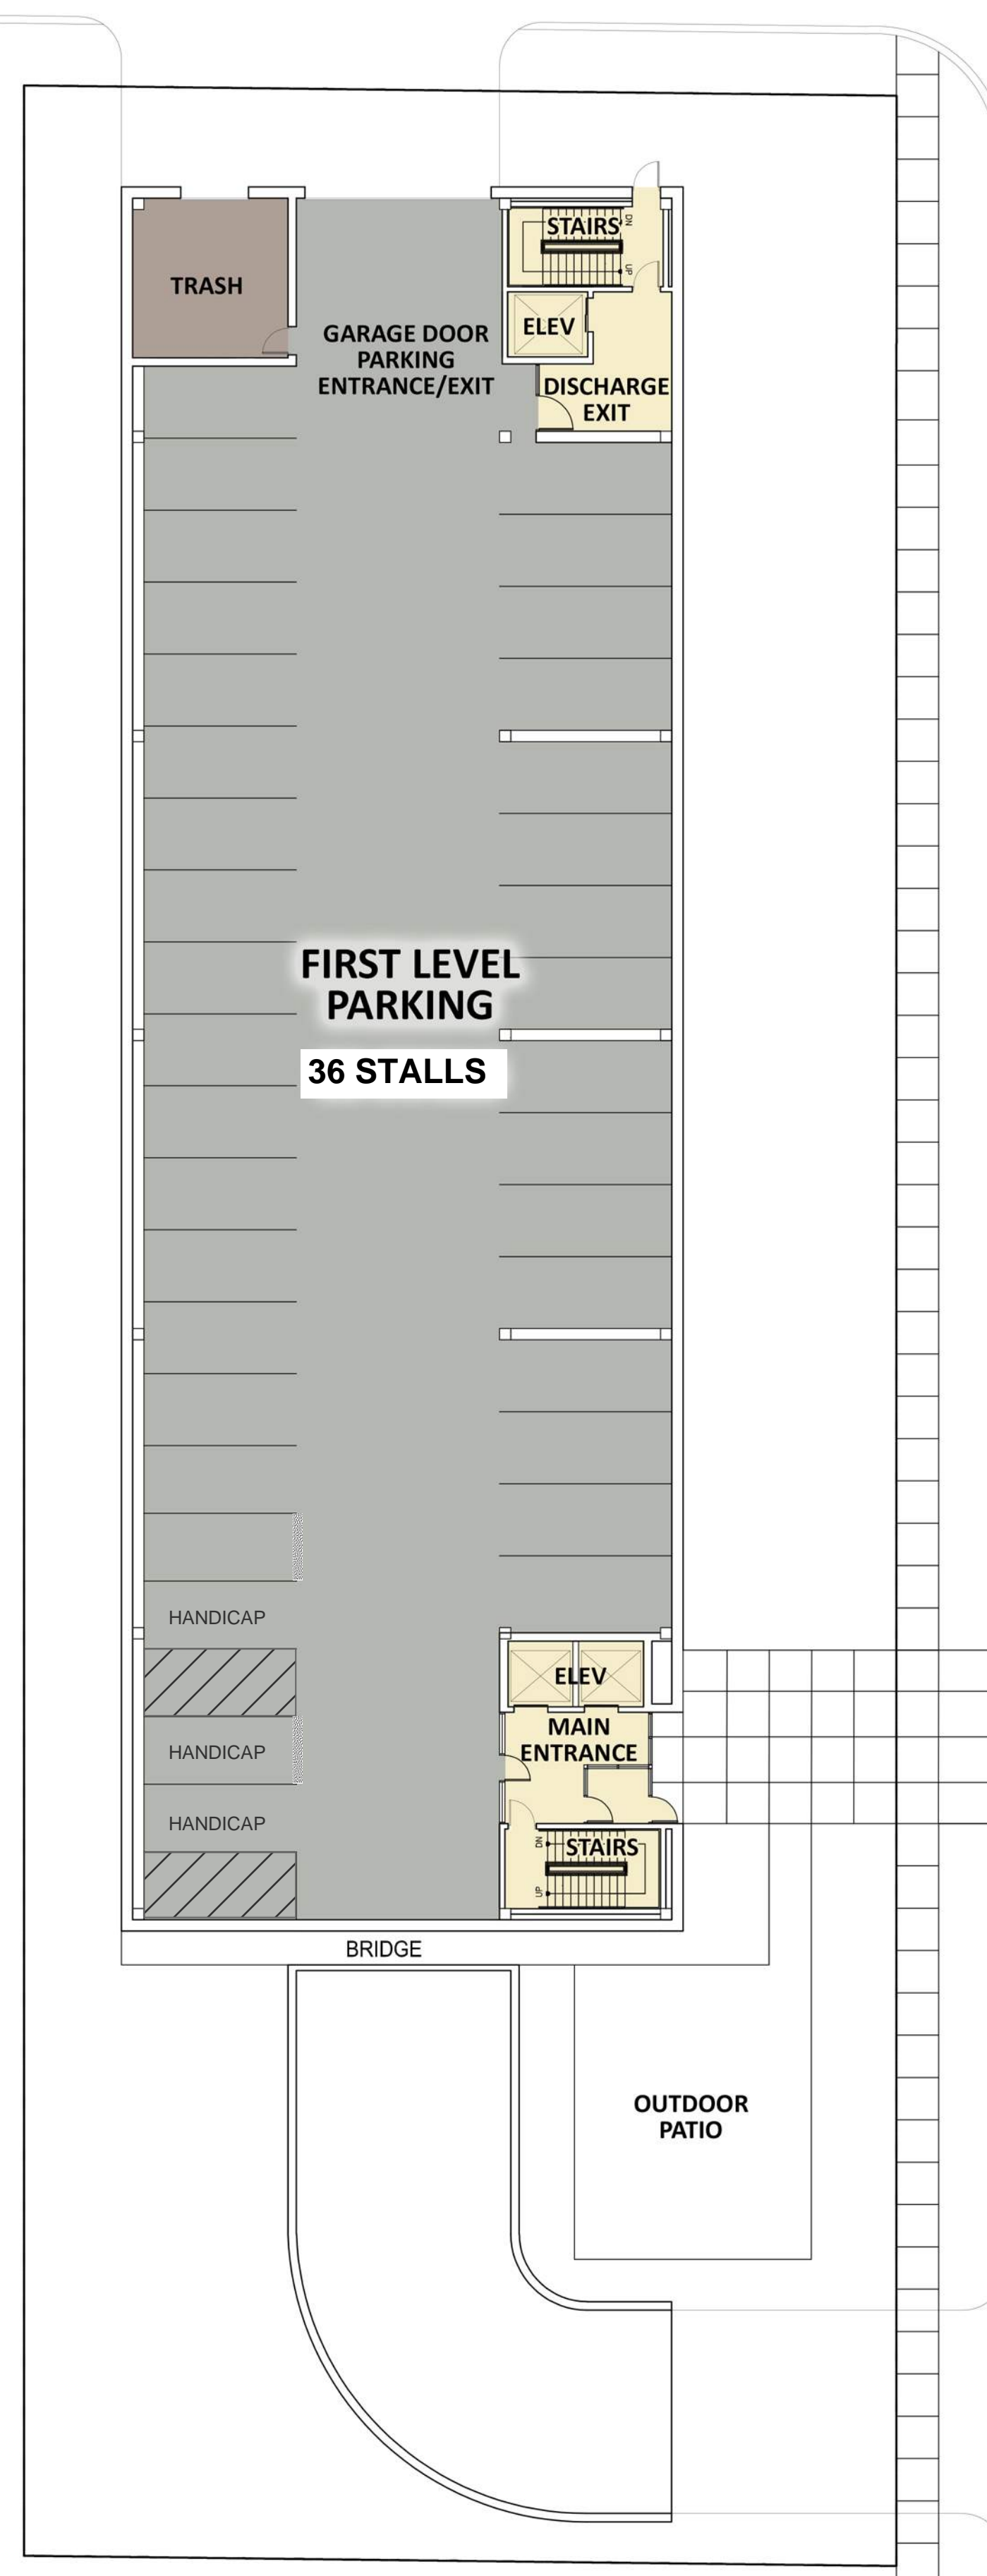 STAIRS
DN
UP
TRASH
ELEV
GARAGE DOOR
PARKING
ENTRANCE/EXIT
DISCHARGE
EXIT
FIRST LEVEL
PARKING
36 STALLS
HANDICAP
ELEV
MAIN
ENTRANCE
HANDICAP
HANDICAP
DN
STAIRS
UP
BRIDGE
OUTDOOR
PATIO